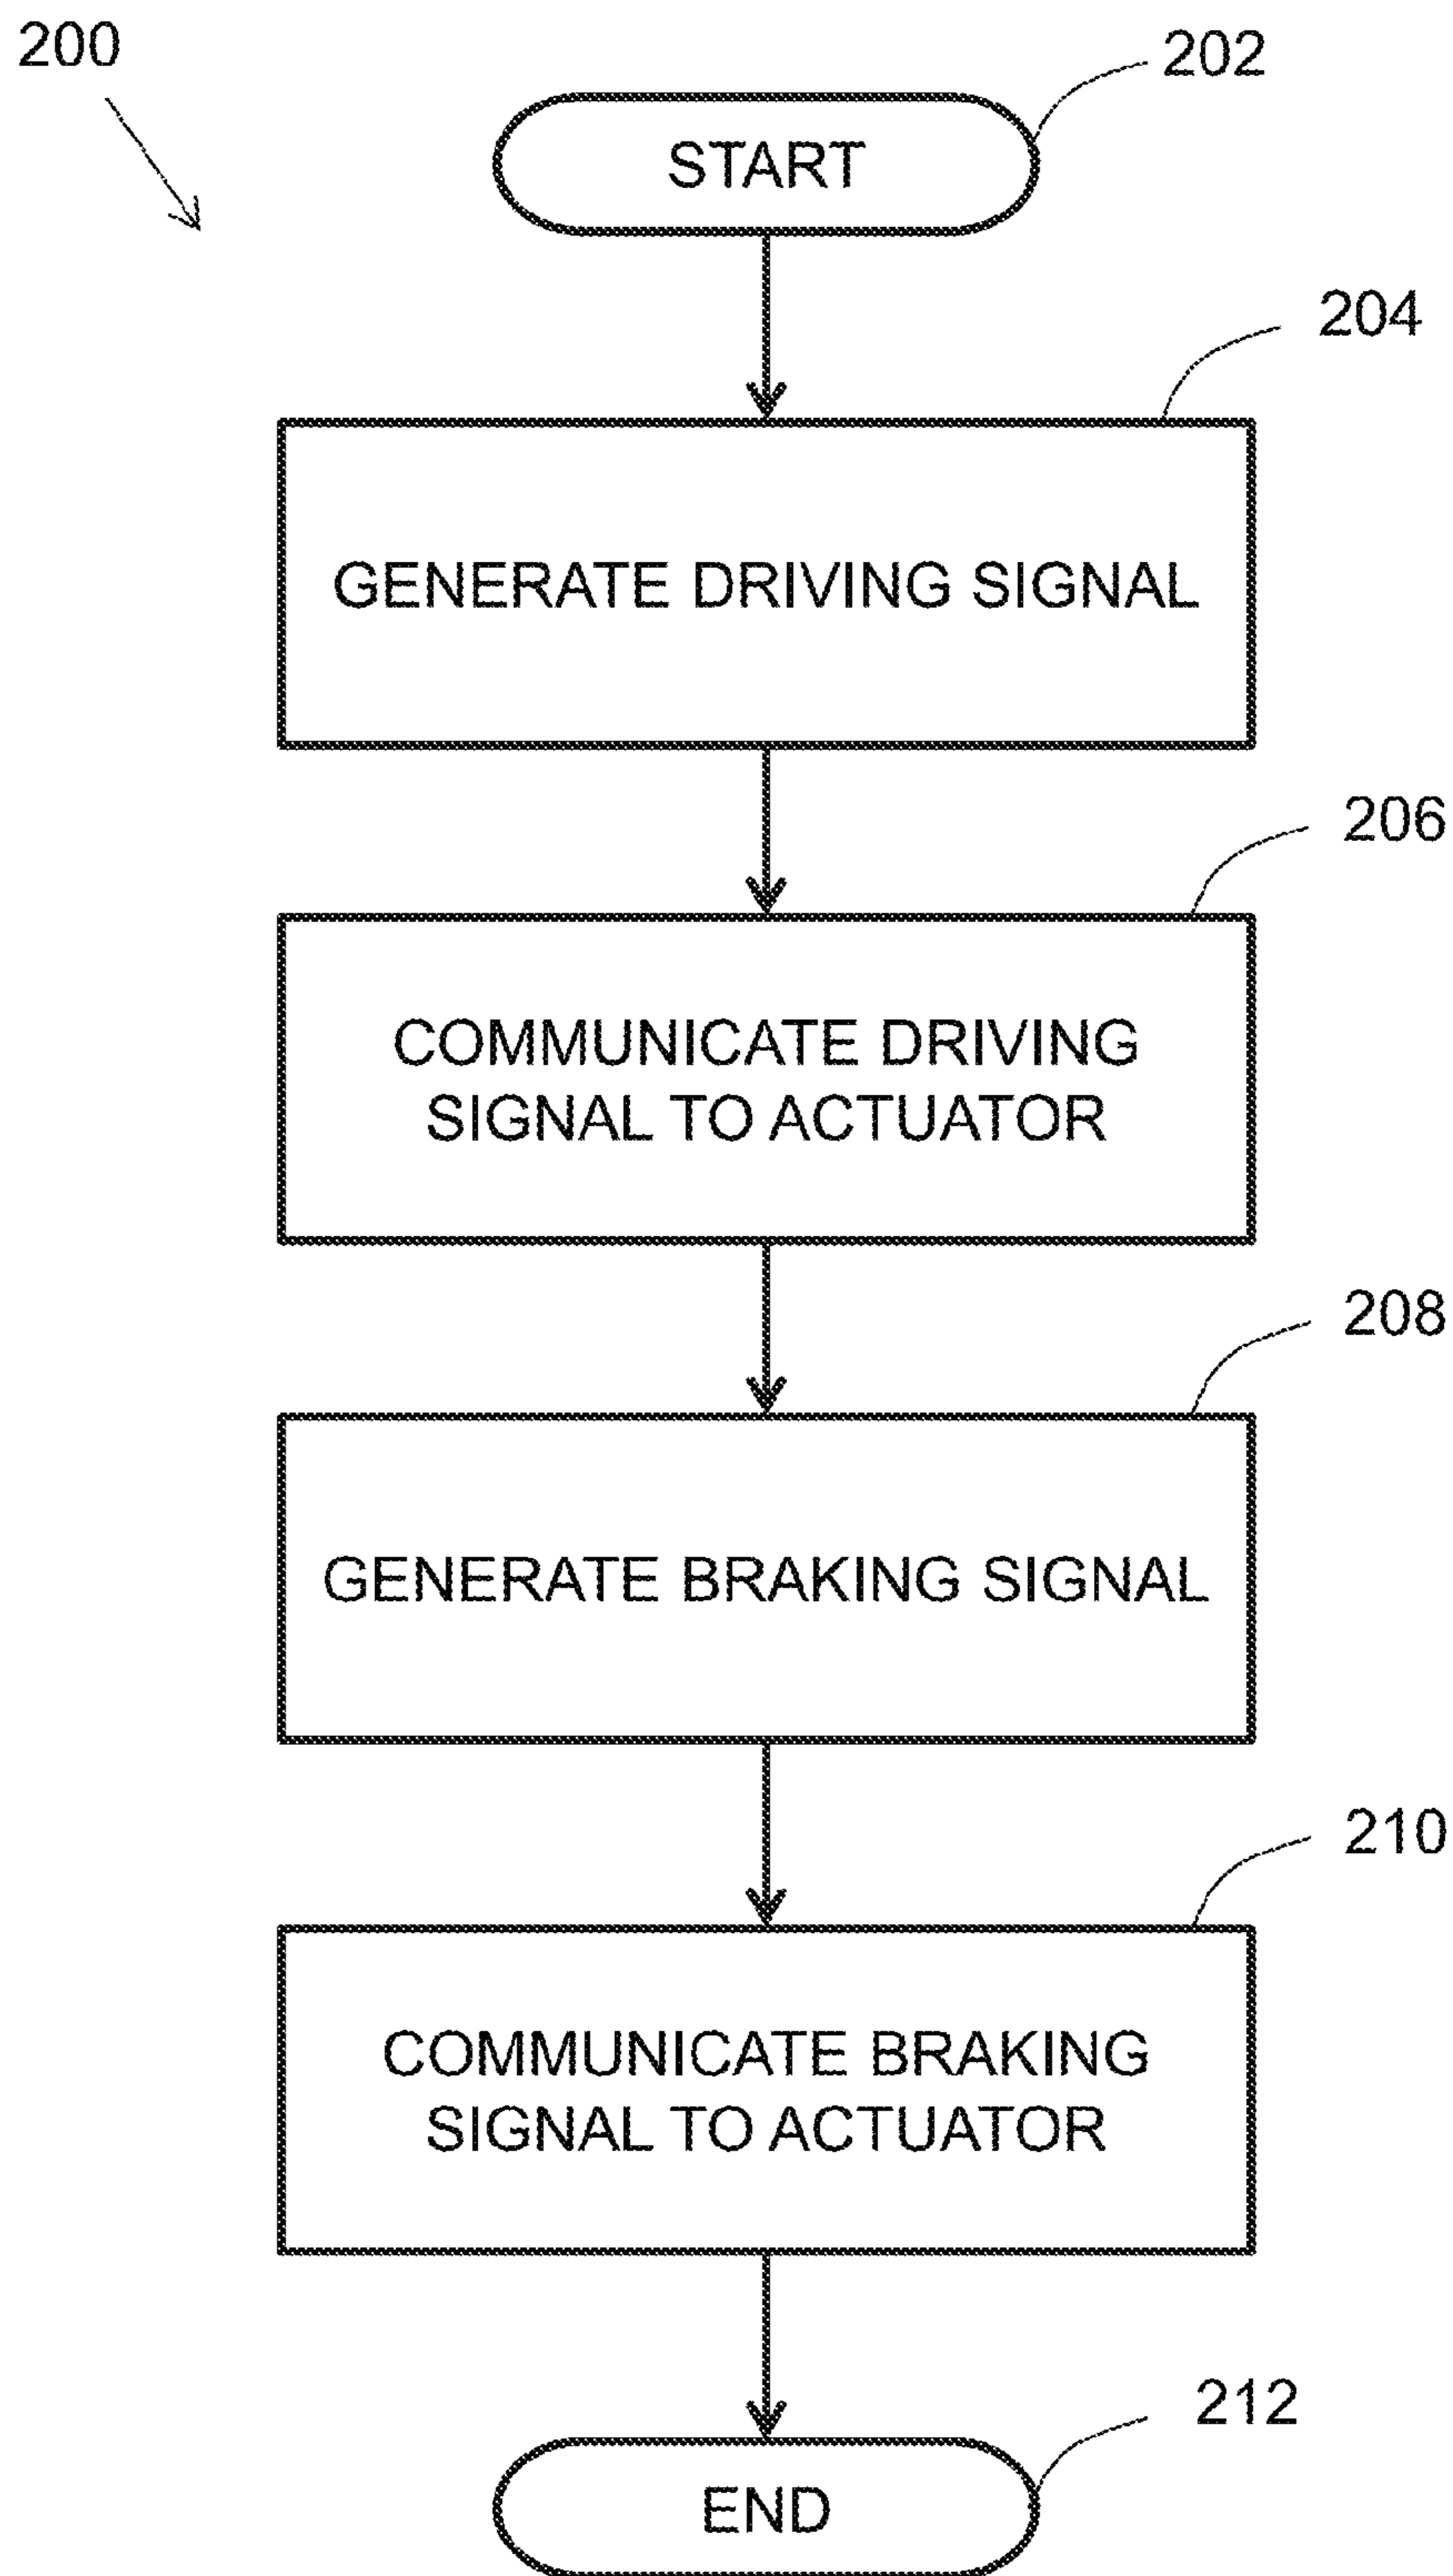 200
202
START
204
GENERATE DRIVING SIGNAL
206
COMMUNICATE DRIVING
SIGNAL TO ACTUATOR
208
GENERATE BRAKING SIGNAL
210
COMMUNICATE BRAKING
SIGNAL TO ACTUATOR
212
END